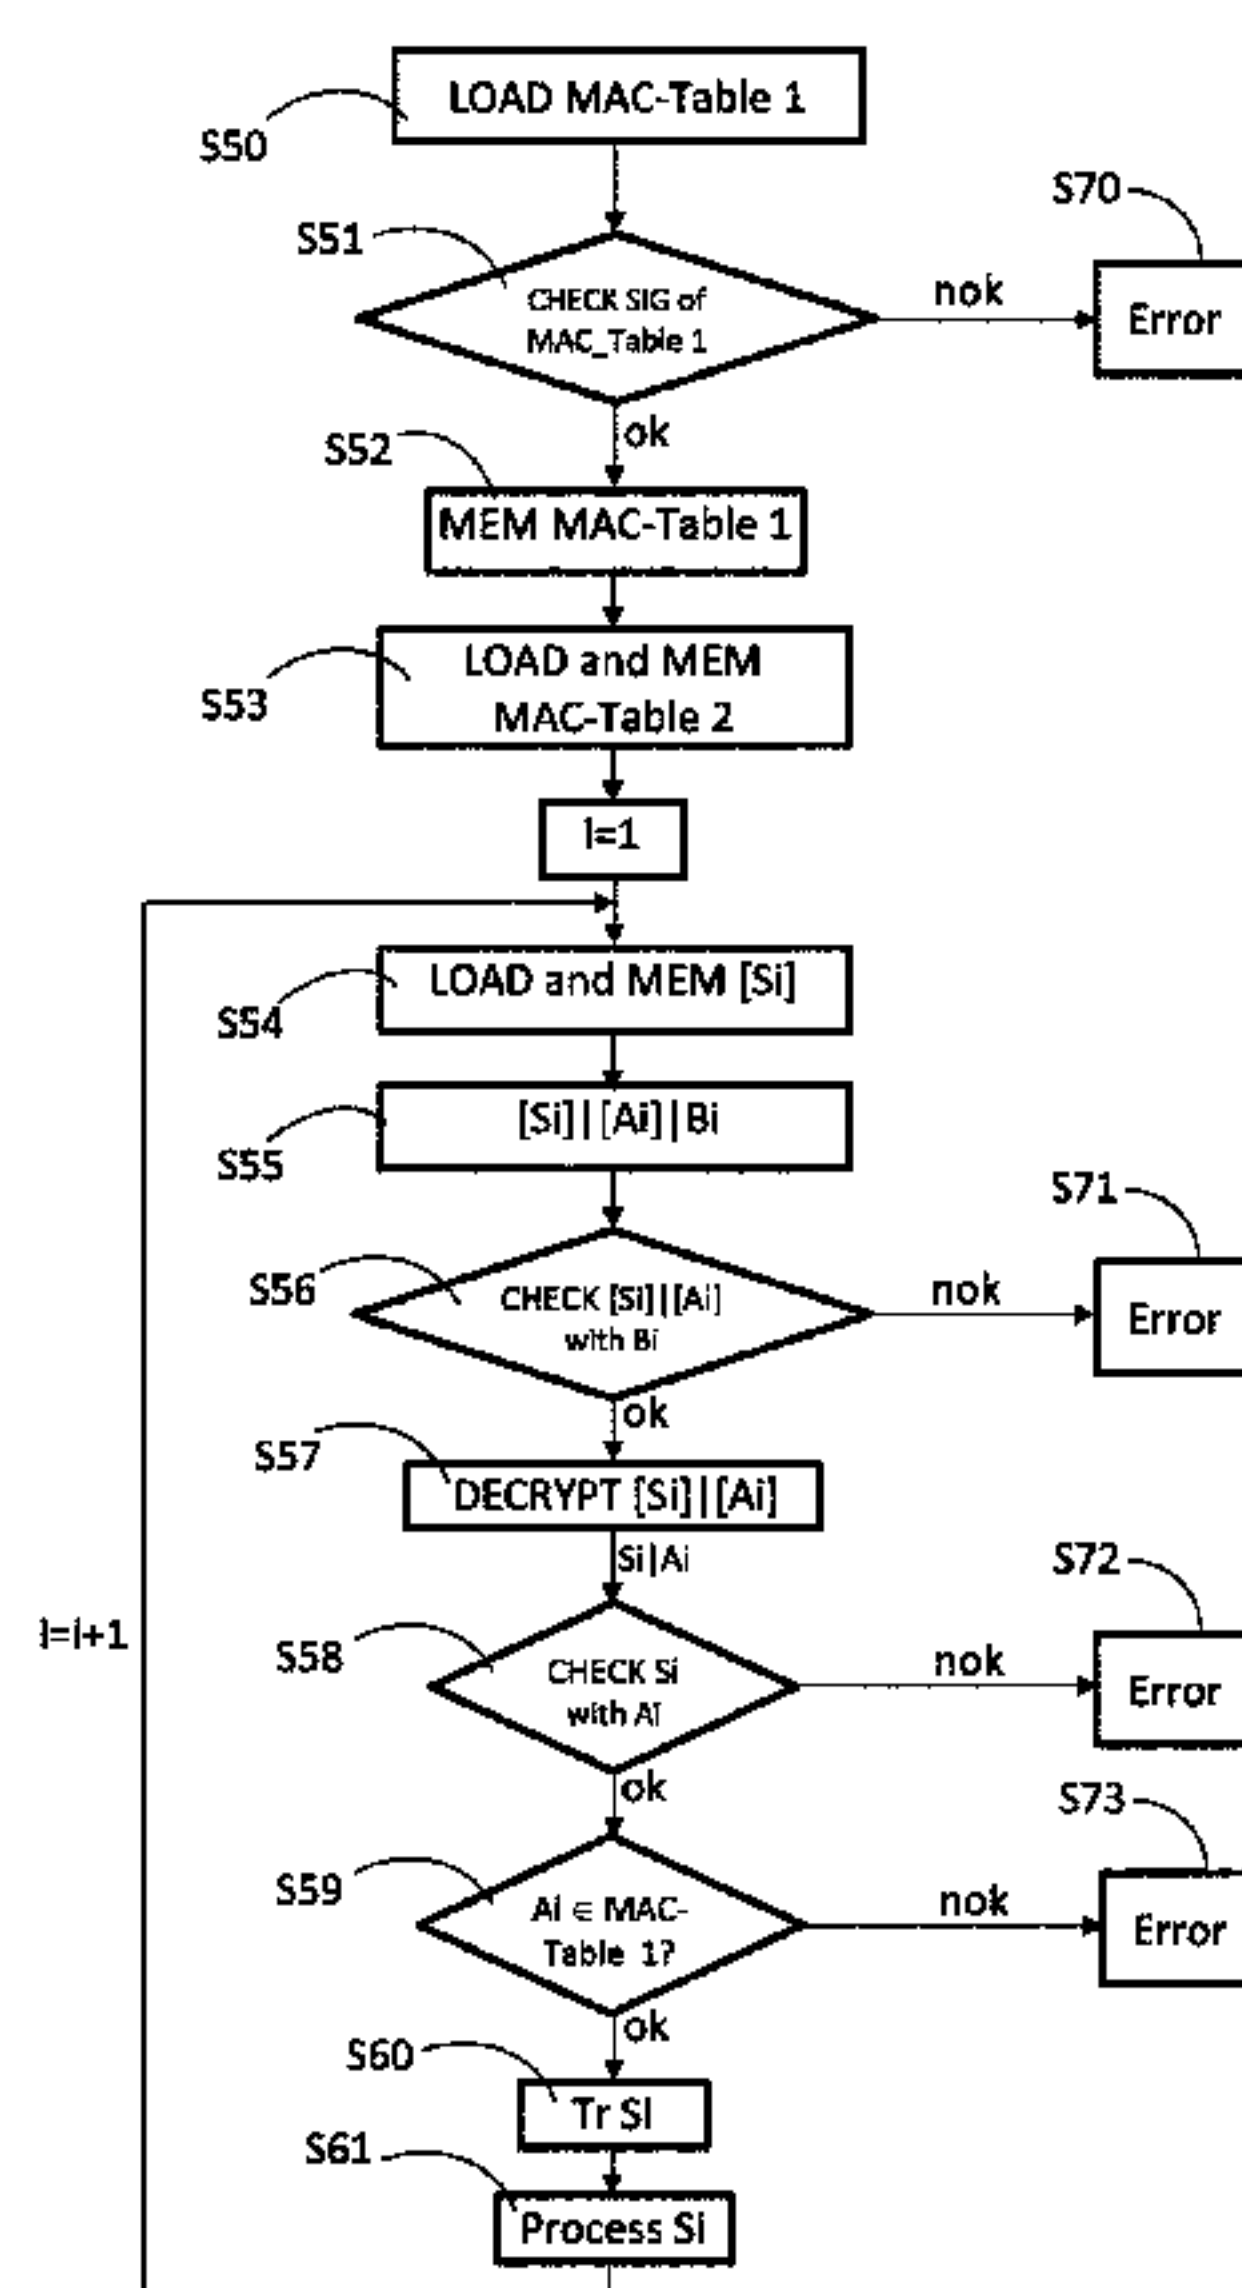 LOAD MAC-Table 1
S50
S70
S51
CHECK SIG of
MAC_Table 1
nok
Error
ok
S52
MEM MAC-Table 1
LOAD and MEM
MAC-Table 2
S53
i=1
LOAD and MEM [Si]
S54
[Si]|[Ai]|Bi
S55
S71
S56
CHECK [Si]|[Ai]
with Bi
nok
Error
ok
S57
DECRYPT [Si]|[Ai]
Si|Ai
S72
i=i+1
S58
CHECK Si
with Ai
nok
Error
ok
S73
S59
Ai ∈ MAC-
Table 1?
nok
Error
ok
S60
Tr Si
S61
Process Si